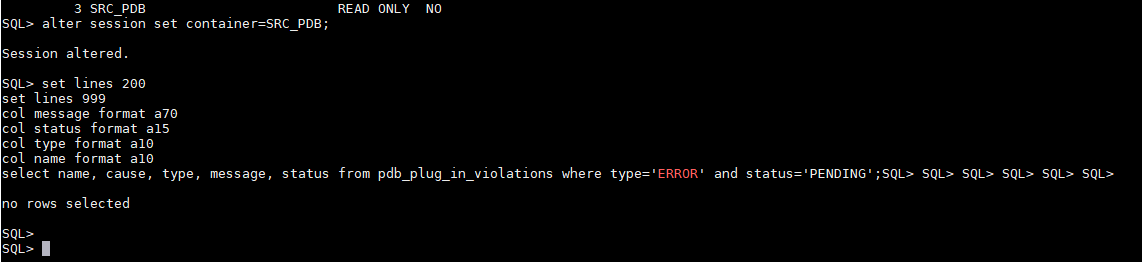 3 SRC_PDB                        READ ONLY  NO
SQL> alter session set container=SRC_PDB;
Session altered.
SQL> set lines 200
set lines 999
col message format a70
col status format a15
col type format a10
col name format a10
select name, cause, type, message, status from pdb_plug_in_violations where type='ERROR' and status='PENDING';SQL> SQL> SQL> SQL> SQL> SQL>
no rows selected
SQL>
SQL>